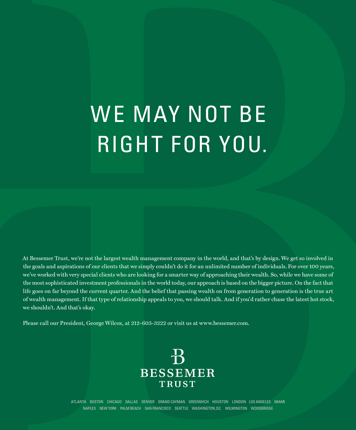 WE MAY NOT BE
RIGHT FOR YOU.
At Bessemer Trust, we're not the largest wealth management company in the world, and that's by design. We get so involved in
the goals and aspirations of our clients that we simply couldn't do it for an unlimited number of individuals. For over 100 years,
we've worked with very special clients who are looking for a smarter way of approaching their wealth. So, while we have some of
the most sophisticated investment professionals in the world today, our approach is based on the bigger picture. On the fact that
life goes on far beyond the current quarter. And the belief that passing wealth on from generation to generation is the true art
of wealth management. If that type of relationship appeals to you, we should talk. And if you'd rather chase the latest hot stock,
we shouldn't. And that's okay.
Please call our President, George Wilcox, at 212-603-3222 or visit us at www.bessemer.com.
B
BESSEMER
TRUST
ATLANTA BOSTON CHICAGO DALLAS DENVER GRAND CAYMAN GREENWICH HOUSTON LONDON LOS ANGELES MIAMI
NAPLES NEW YORK PALM BEACH SAN FRANCISCO SEATTLE WASHINGTON, D.C. WILMINGTON WOODBRIDGE